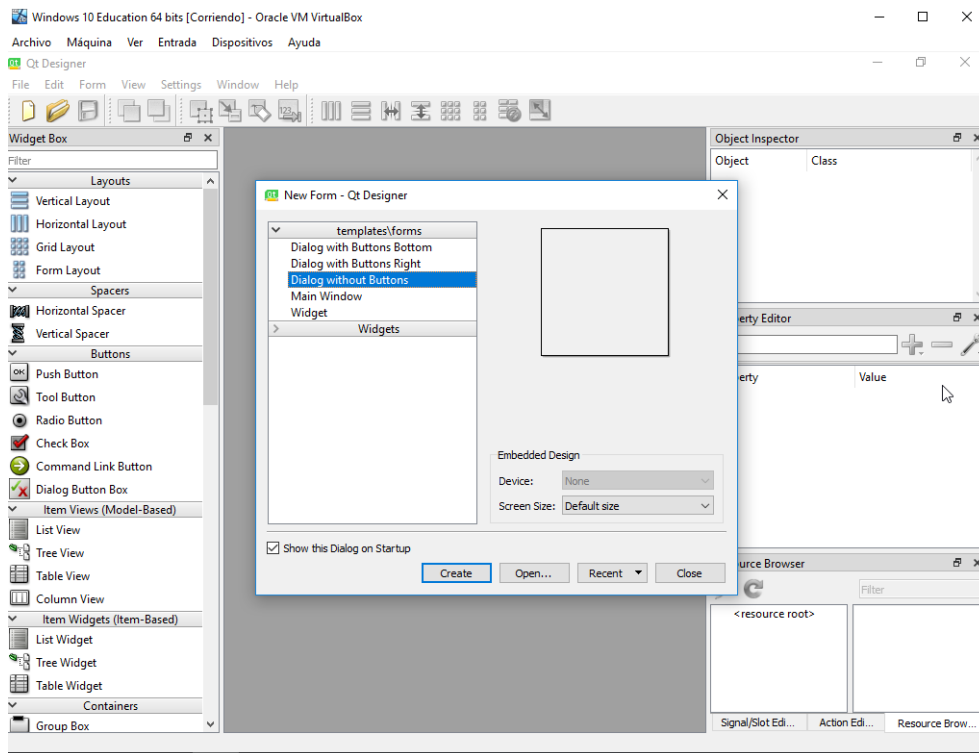 Windows 10 Education 64 bits [Corriendo] - Oracle VM VirtualBox
Archivo Máquina Ver Entrada Dispositivos Ayuda
Qt Designer
File Edit Form View Settings Window Help
Widget Box
Filter
Layouts
Vertical Layout
Horizontal Layout
Grid Layout
Form Layout
Spacers
Horizontal Spacer
Vertical Spacer
Buttons
Push Button
Tool Button
Radio Button
Check Box
Command Link Button
Dialog Button Box
Item Views (Model-Based)
List View
Tree View
Table View
Column View
Item Widgets (Item-Based)
List Widget
Tree Widget
Table Widget
Containers
Group Box
New Form - Qt Designer
templates\forms
Dialog with Buttons Bottom
Dialog with Buttons Right
Dialog without Buttons
Main Window
Widget
Widgets
Embedded Design
Device: None
Screen Size: Default size
Show this Dialog on Startup
Create Open... Recent Close
Object Inspector
Object Class
erty Editor
erty Value
urce Browser
Filter
<resource root>
Signal/Slot Edi... Action Edi... Resource Brow...